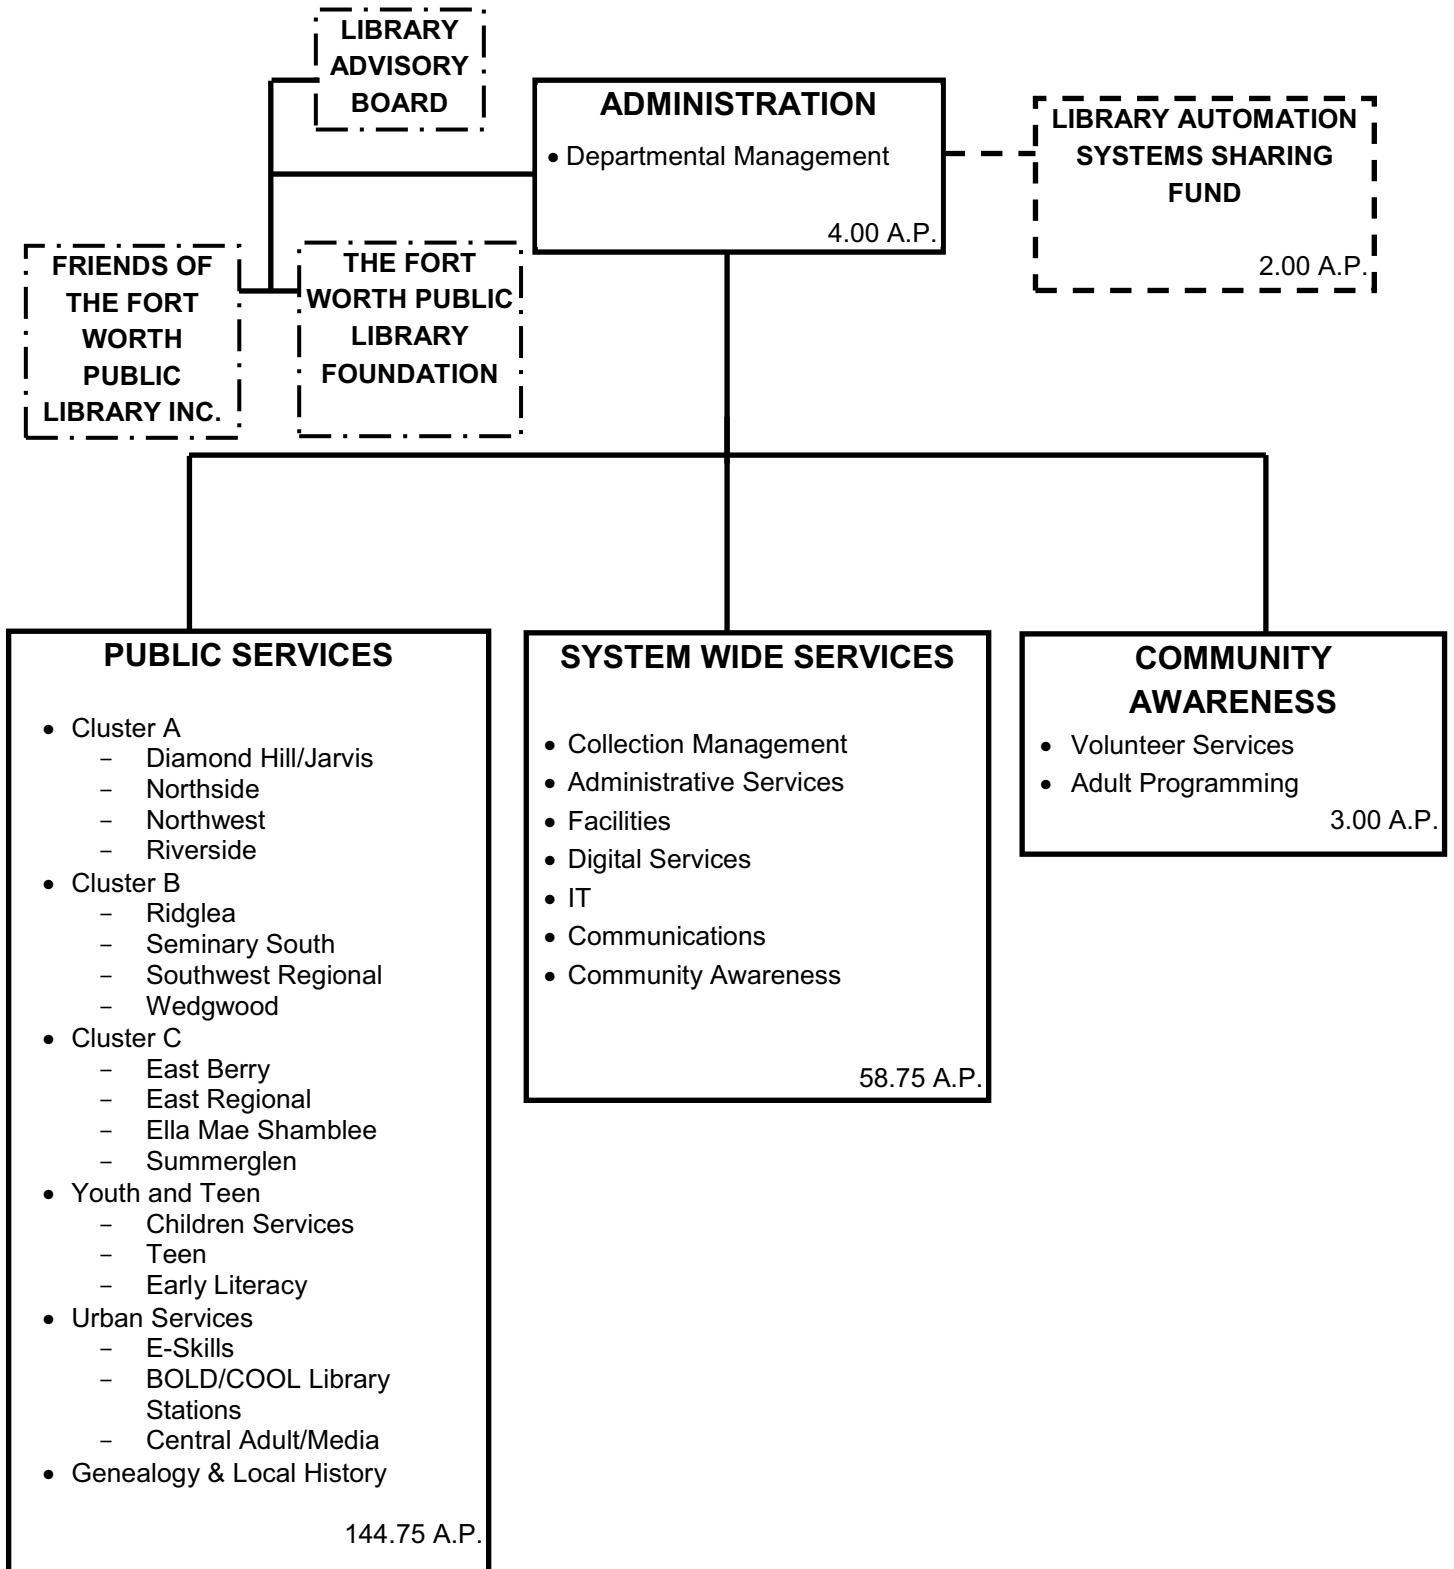 LIBRARY
ADVISORY
BOARD
ADMINISTRATION
• Departmental Management
4.00 A.P.
LIBRARY AUTOMATION
SYSTEMS SHARING
FUND
2.00 A.P.
FRIENDS OF
THE FORT
WORTH
PUBLIC
LIBRARY INC.
THE FORT
WORTH PUBLIC
LIBRARY
FOUNDATION
PUBLIC SERVICES
• Cluster A
– Diamond Hill/Jarvis
– Northside
– Northwest
– Riverside
• Cluster B
– Ridglea
– Seminary South
– Southwest Regional
– Wedgwood
• Cluster C
– East Berry
– East Regional
– Ella Mae Shamblee
– Summerglen
• Youth and Teen
– Children Services
– Teen
– Early Literacy
• Urban Services
– E-Skills
– BOLD/COOL Library
Stations
– Central Adult/Media
• Genealogy & Local History
144.75 A.P.
SYSTEM WIDE SERVICES
• Collection Management
• Administrative Services
• Facilities
• Digital Services
• IT
• Communications
• Community Awareness
58.75 A.P.
COMMUNITY
AWARENESS
• Volunteer Services
• Adult Programming
3.00 A.P.